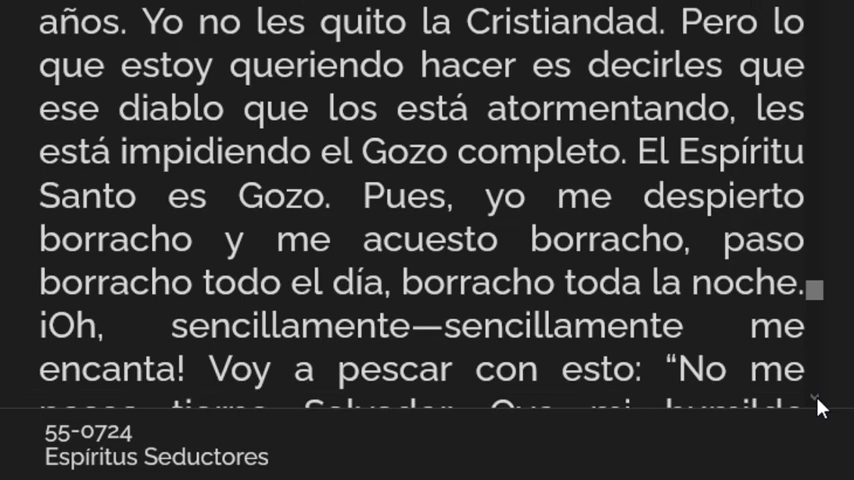 años. Yo no les quito la Cristiandad. Pero lo
que estoy queriendo hacer es decirles que
ese diablo que los está atormentando, les
está impidiendo el Gozo completo. El Espíritu
Santo es Gozo. Pues, yo me despierto
borracho y me acuesto borracho, paso
borracho todo el día, borracho toda la noche.
¡Oh, sencillamente—sencillamente me
encanta! Voy a pescar con esto: “No me
55-0724
Espíritus Seductores